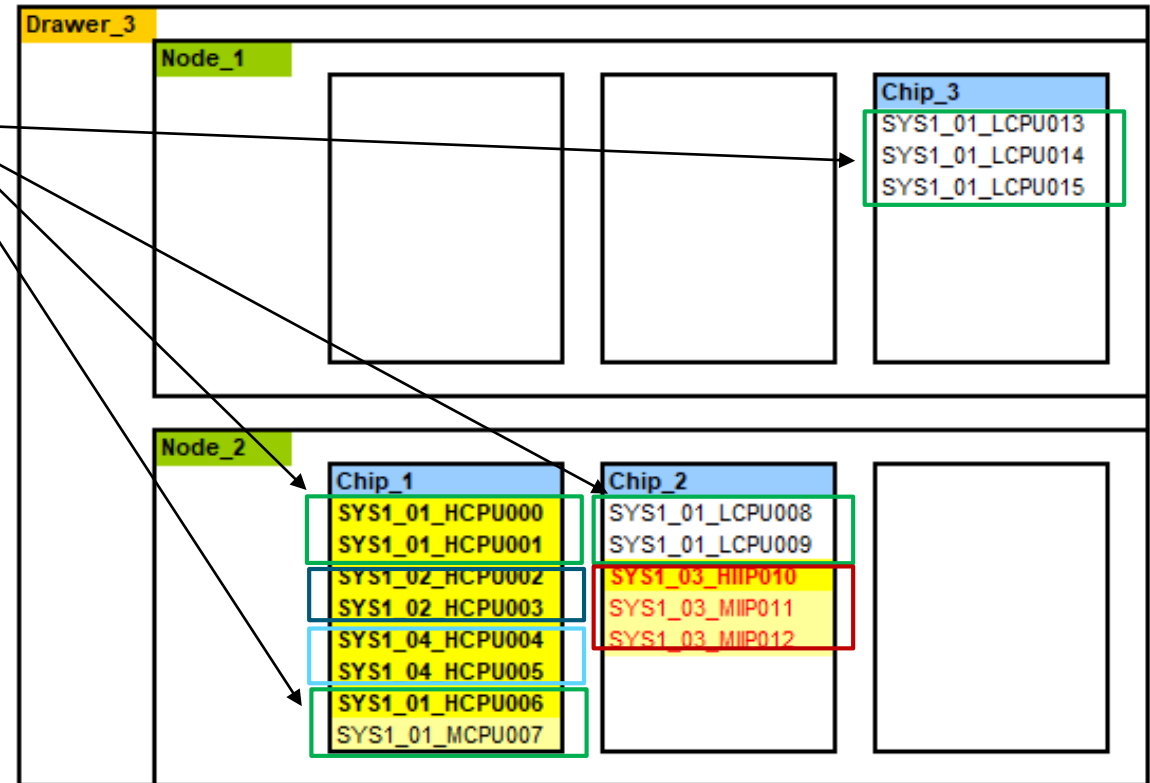 Drawer_3
Node_1
Chip_3
SYS1_01_LCPU013
SYS1_01_LCPU014
SYS1_01_LCPU015
Node_2
Chip_1
SYS1_01_HCPU000
SYS1_01_HCPU001
SYS1_02_HCPU002
SYS1_02_HCPU003
SYS1_04_HCPU004
SYS1_04_HCPU005
SYS1_01_HCPU006
SYS1_01_MCPU007
Chip_2
SYS1_01_LCPU008
SYS1_01_LCPU009
SYS1_03_HIIP010
SYS1_03_MIIP011
SYS1_03_MIIP012